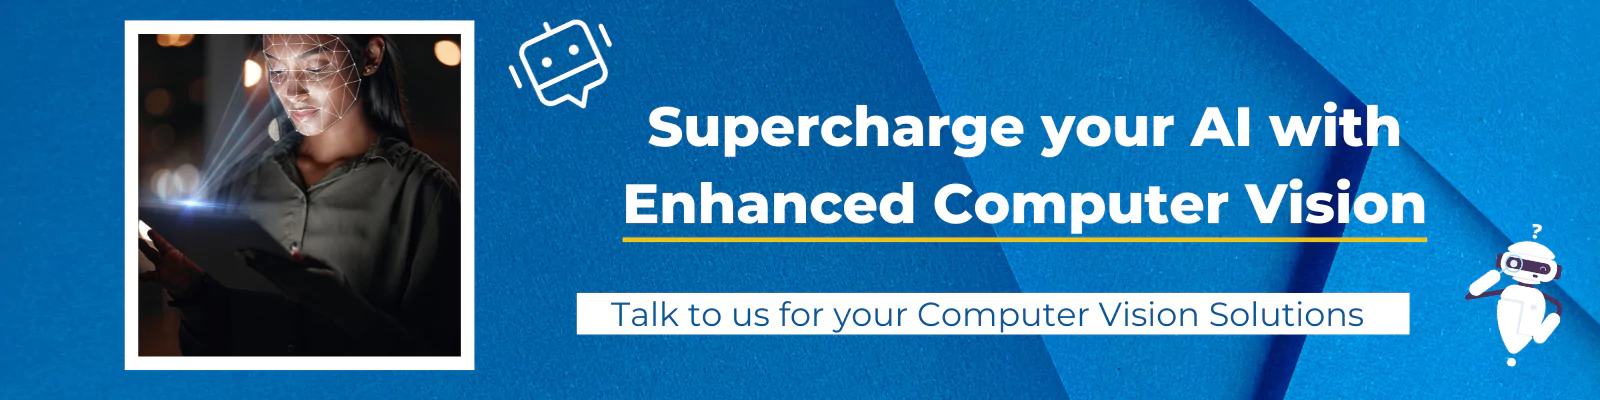 Supercharge your AI with
Enhanced Computer Vision
?
Talk to us for your Computer Vision Solutions